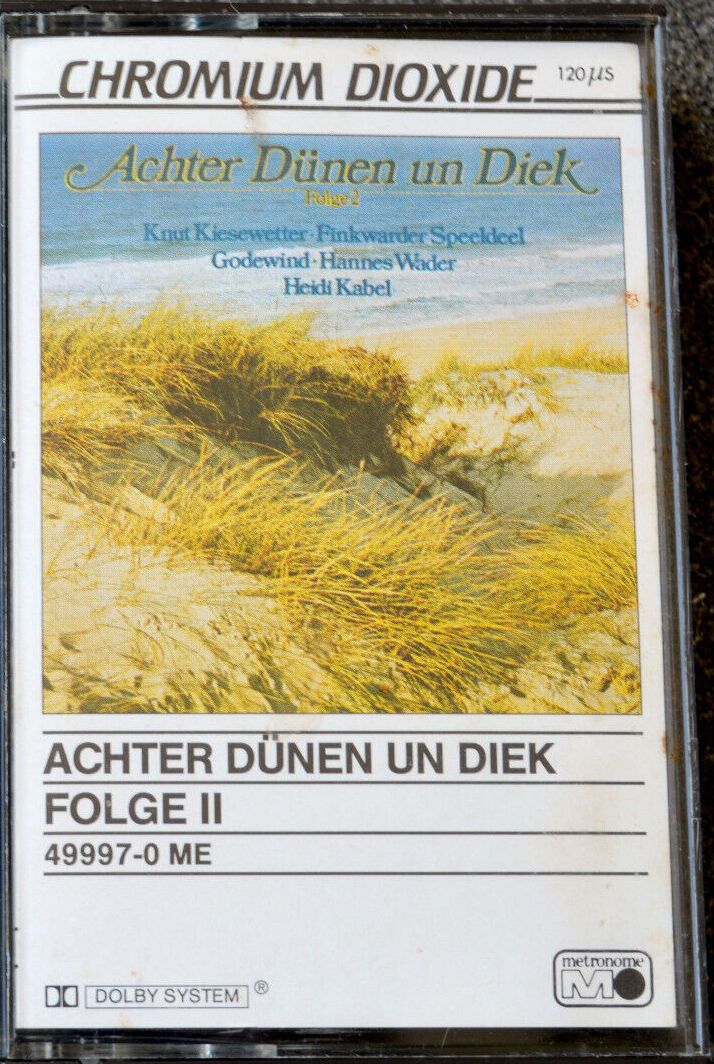 CHROMIUM DIOXIDE 120 µS
Achter Dünen un Diek
Folge 2
Knut Kiesewetter · Finkwarder Speeldeel
Godewind · Hannes Wader
Heidi Kabel
ACHTER DÜNEN UN DIEK
FOLGE II
49997-0 ME
DOLBY SYSTEM ®
metronome